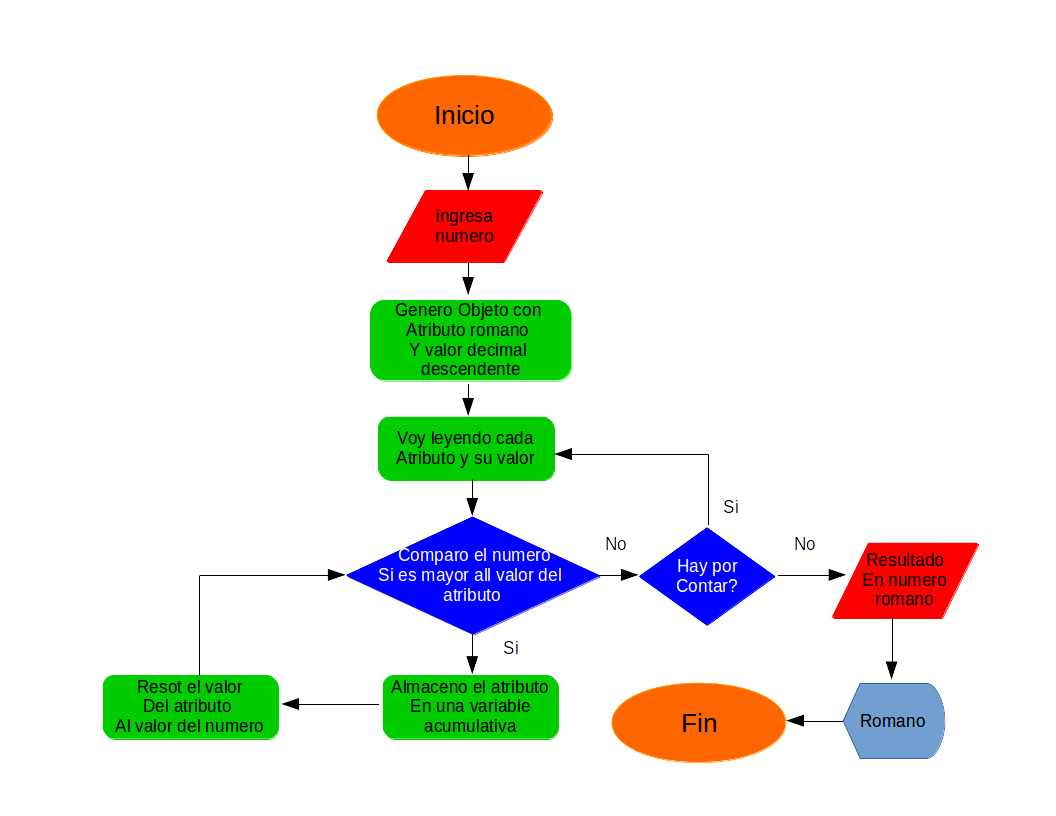 Inicio
Ingresa
numero
Genero Objeto con
Atributo romano
Y valor decimal
descendente
Voy leyendo cada
Atributo y su valor
Comparo el numero
Si es mayor all valor del
atributo
No
Hay por
Contar?
Si
No
Resultado
En numero
romano
Si
Almaceno el atributo
En una variable
acumulativa
Resot el valor
Del atributo
Al valor del numero
Romano
Fin